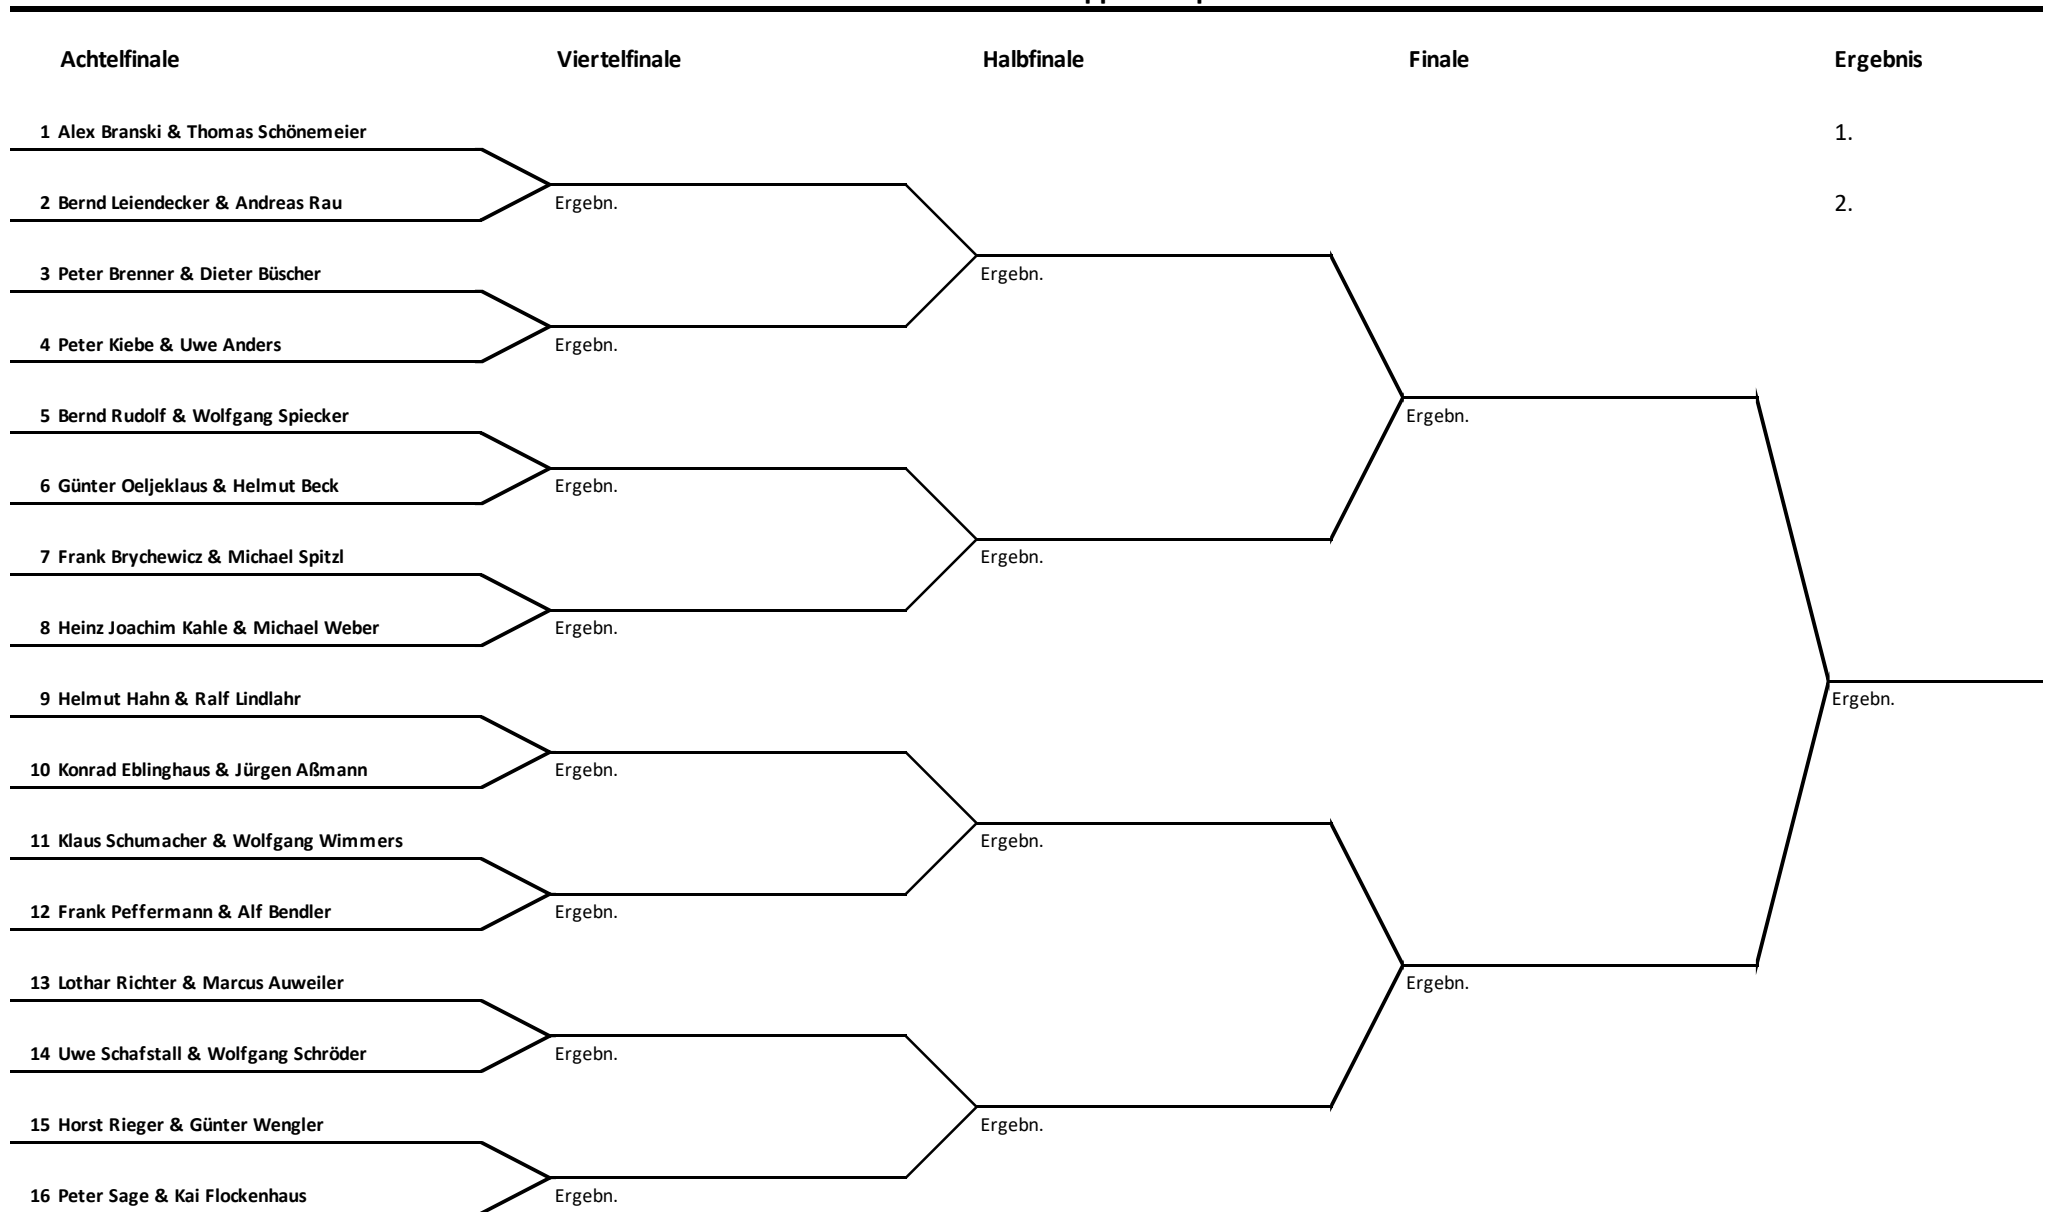 Achtelfinale Viertelfinale Halbfinale Finale Ergebnis
1 Alex Branski & Thomas Schönemeier 1.
2 Bernd Leiendecker & Andreas Rau Ergebn. 2.
3 Peter Brenner & Dieter Büscher Ergebn.
4 Peter Kiebe & Uwe Anders Ergebn.
5 Bernd Rudolf & Wolfgang Spiecker Ergebn.
6 Günter Oeljeklaus & Helmut Beck Ergebn.
7 Frank Brychewicz & Michael Spitzl Ergebn.
8 Heinz Joachim Kahle & Michael Weber Ergebn.
9 Helmut Hahn & Ralf Lindlahr Ergebn.
10 Konrad Eblinghaus & Jürgen Aßmann Ergebn.
11 Klaus Schumacher & Wolfgang Wimmers Ergebn.
12 Frank Peffermann & Alf Bendler Ergebn.
13 Lothar Richter & Marcus Auweiler Ergebn.
14 Uwe Schafstall & Wolfgang Schröder Ergebn.
15 Horst Rieger & Günter Wengler Ergebn.
16 Peter Sage & Kai Flockenhaus Ergebn.